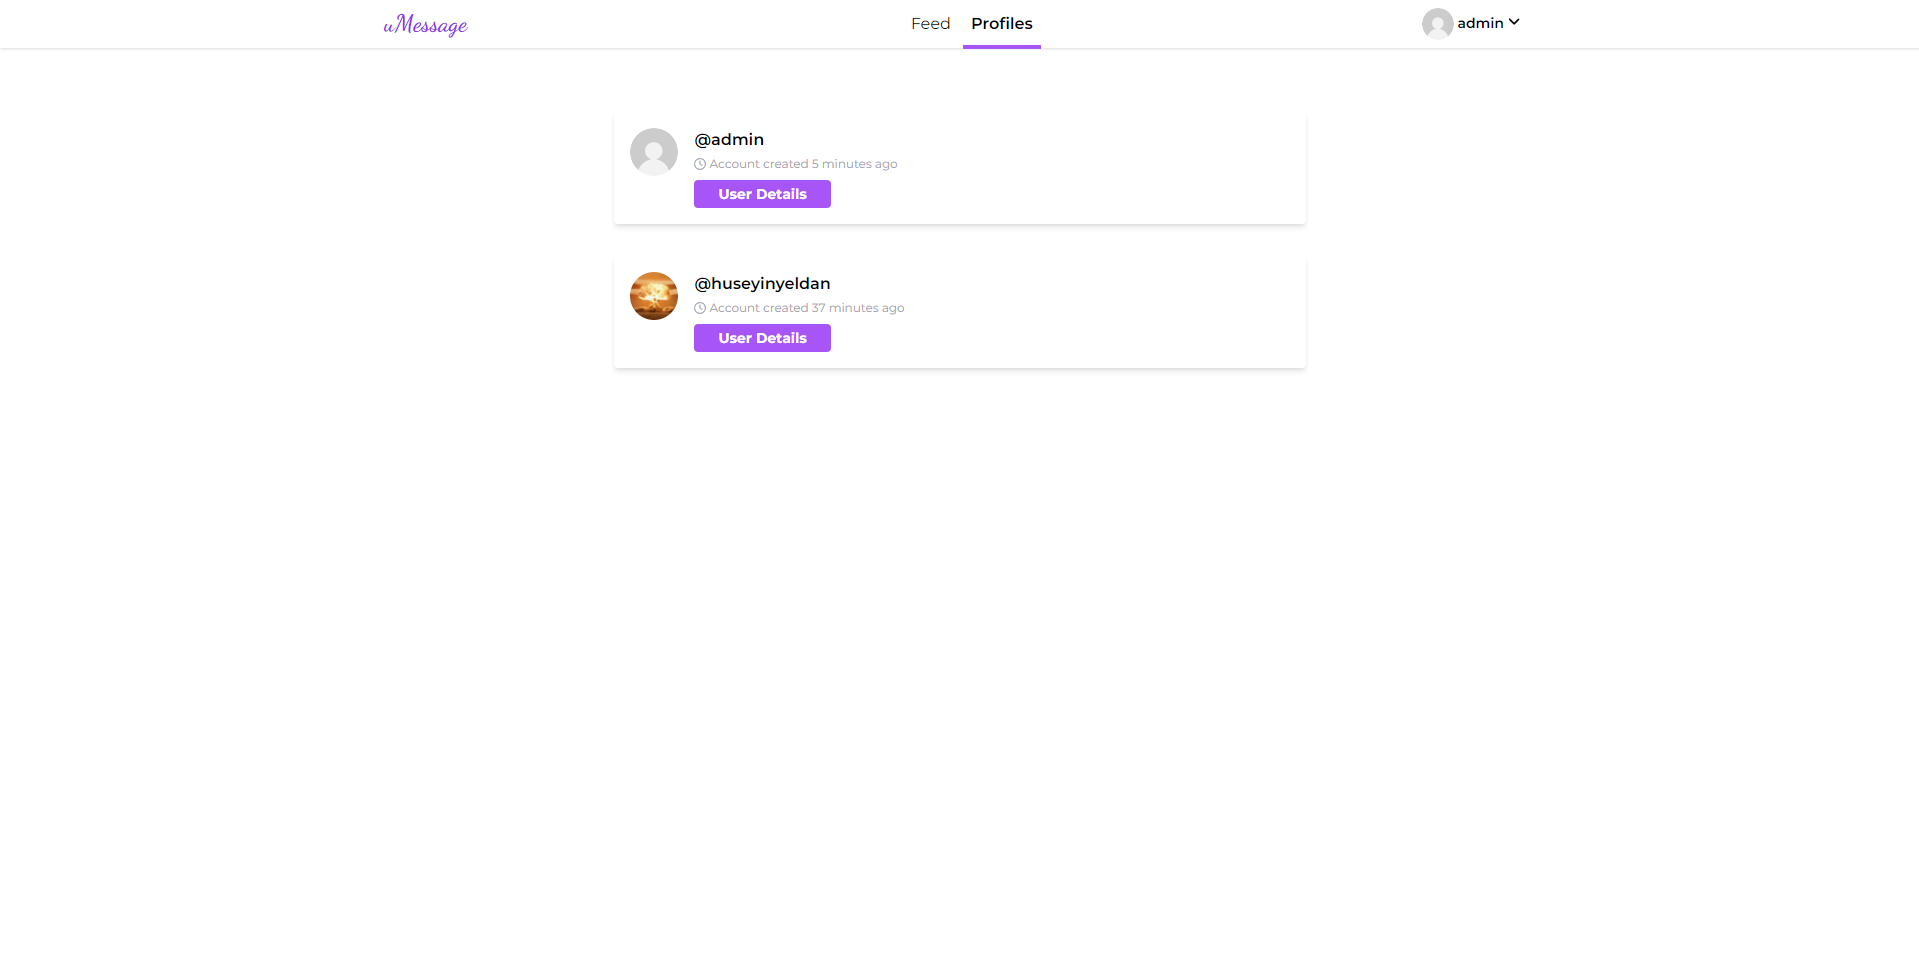 uMessage
Feed
Profiles
admin
@admin
Account created 5 minutes ago
User Details
@huseyinyeldan
Account created 37 minutes ago
User Details